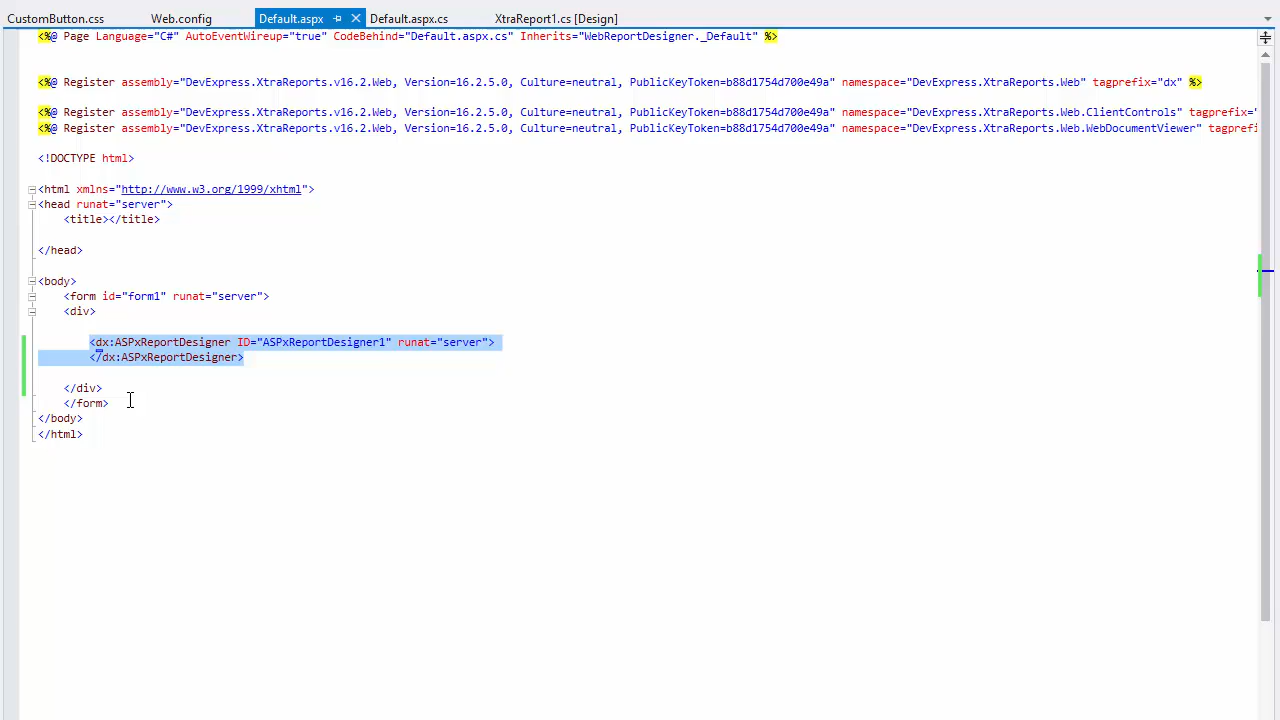 CustomButton.css Web.config Default.aspx Default.aspx.cs XtraReport1.cs [Design]
<%@ Page Language="C#" AutoEventWireup="true" CodeBehind="Default.aspx.cs" Inherits="WebReportDesigner._Default" %>
<%@ Register assembly="DevExpress.XtraReports.v16.2.Web, Version=16.2.5.0, Culture=neutral, PublicKeyToken=b88d1754d700e49a" namespace="DevExpress.XtraReports.Web" tagprefix="dx" %>
<%@ Register assembly="DevExpress.XtraReports.v16.2.Web, Version=16.2.5.0, Culture=neutral, PublicKeyToken=b88d1754d700e49a" namespace="DevExpress.XtraReports.Web.ClientControls" tagprefix="
<%@ Register assembly="DevExpress.XtraReports.v16.2.Web, Version=16.2.5.0, Culture=neutral, PublicKeyToken=b88d1754d700e49a" namespace="DevExpress.XtraReports.Web.WebDocumentViewer" tagprefi
<!DOCTYPE html>
<html xmlns="http://www.w3.org/1999/xhtml">
<head runat="server">
<title></title>
</head>
<body>
<form id="form1" runat="server">
<div>
<dx:ASPxReportDesigner ID="ASPxReportDesigner1" runat="server">
</dx:ASPxReportDesigner>
</div>
</form>
</body>
</html>